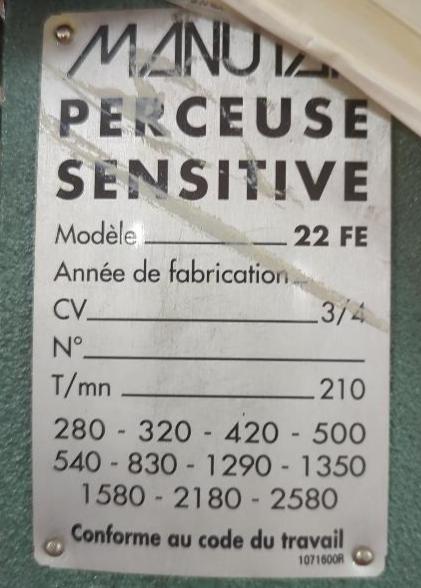 MANUTAN
PERCEUSE
SENSITIVE
Modèle 22 FE
Année de fabrication
CV 3/4
N°
T/mn 210
280 - 320 - 420 - 500
540 - 830 - 1290 - 1350
1580 - 2180 - 2580
Conforme au code du travail
1071600R